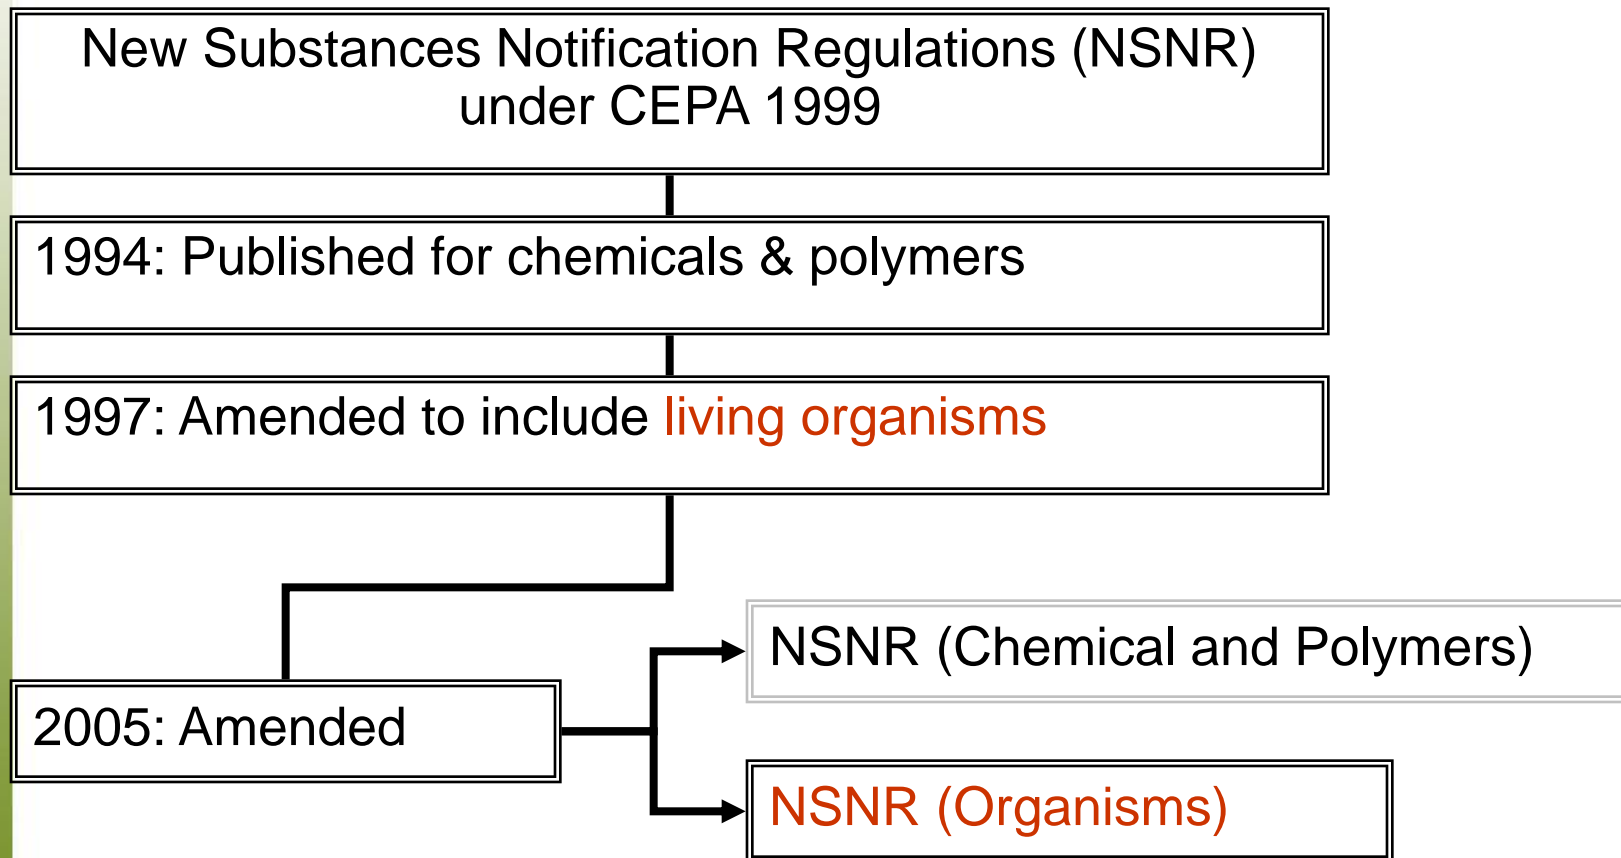 New Substances Notification Regulations (NSNR)
under CEPA 1999
1994: Published for chemicals & polymers
1997: Amended to include living organisms
NSNR (Chemical and Polymers)
2005: Amended
NSNR (Organisms)